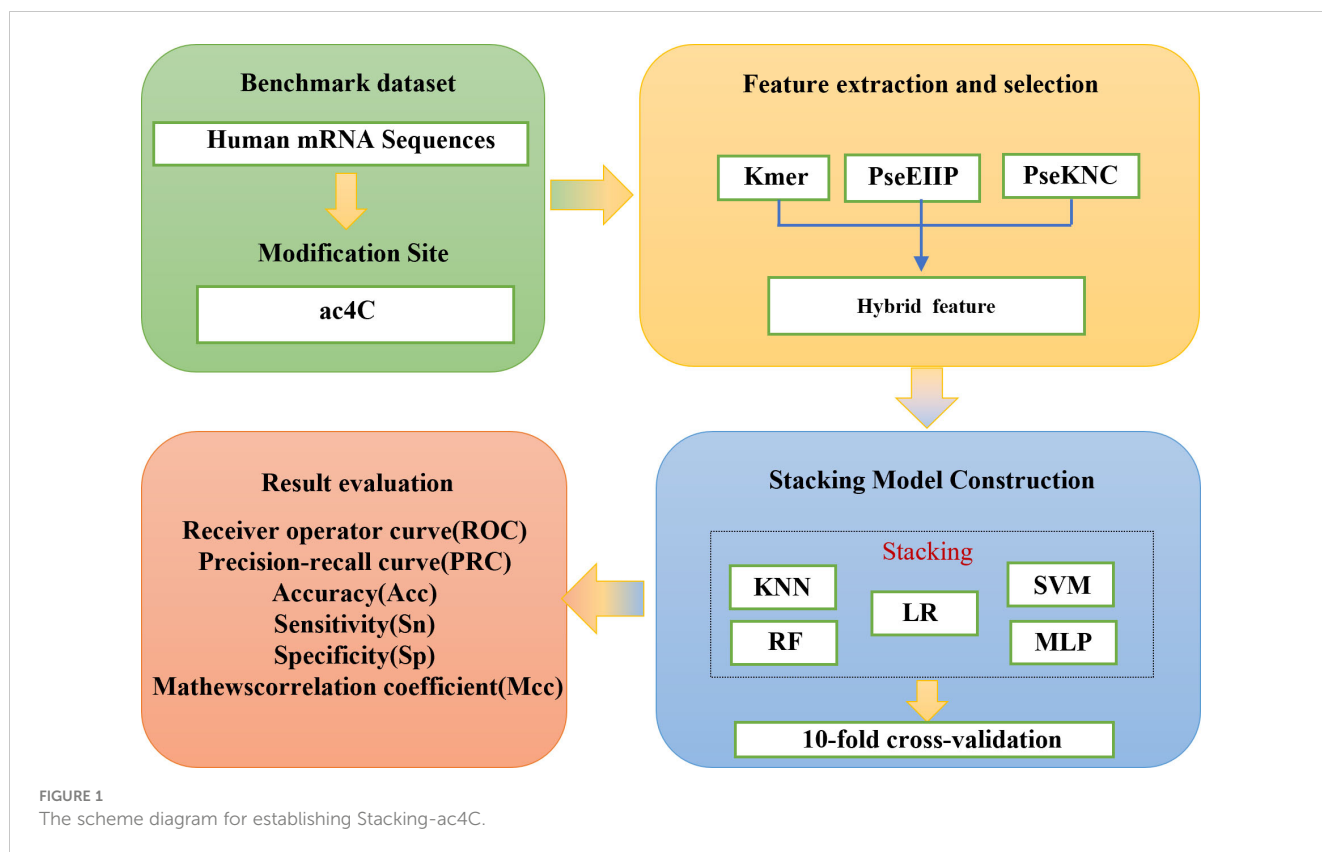 Benchmark dataset
Human mRNA Sequences
Modification Site
ac4C
Feature extraction and selection
Kmer
PseEIIP
PseKNC
Hybrid feature
Stacking Model Construction
Stacking
KNN
SVM
LR
RF
MLP
10-fold cross-validation
Result evaluation
Receiver operator curve(ROC)
Precision-recall curve(PRC)
Accuracy(Acc)
Sensitivity(Sn)
Specificity(Sp)
Mathewscorrelation coefficient(Mcc)
FIGURE 1
The scheme diagram for establishing Stacking-ac4C.